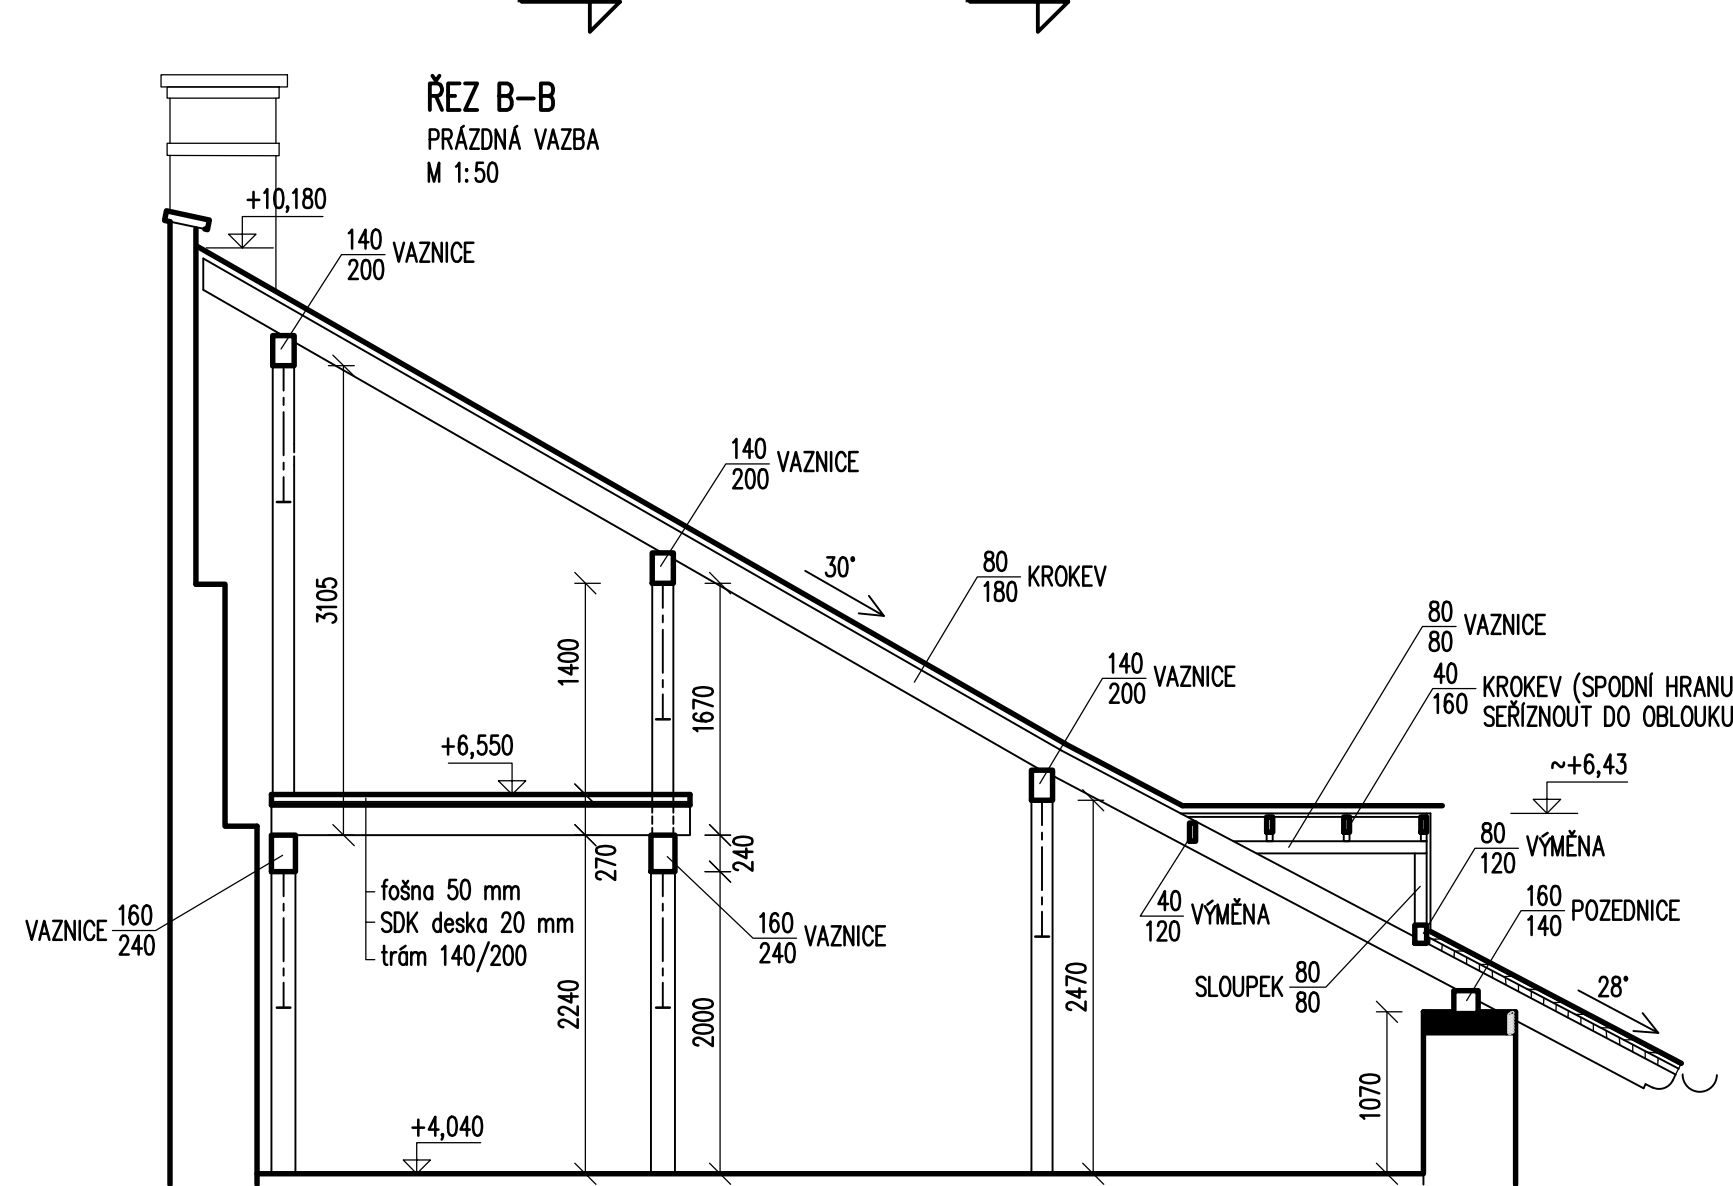 ŘEZ B-B
PRÁZDNÁ VAZBA
M 1:50
+10,180
140
200 VAZNICE
140
200 VAZNICE
30°
80
180 KROKEV
3105
1400
1670
140
200 VAZNICE
80
80 VAZNICE
40
160
KROKEV (SPODNÍ HRANU
SEŘÍZNOUT DO OBLOUKU
+6,550
~+6,43
270
240
80
120 VÝMĚNA
fošna 50 mm
SDK deska 20 mm
trám 140/200
VAZNICE 160
240
160
240 VAZNICE
40
120 VÝMĚNA
160
140 POZEDNICE
SLOUPEK 80
80
28°
2240
2000
2470
1070
+4,040